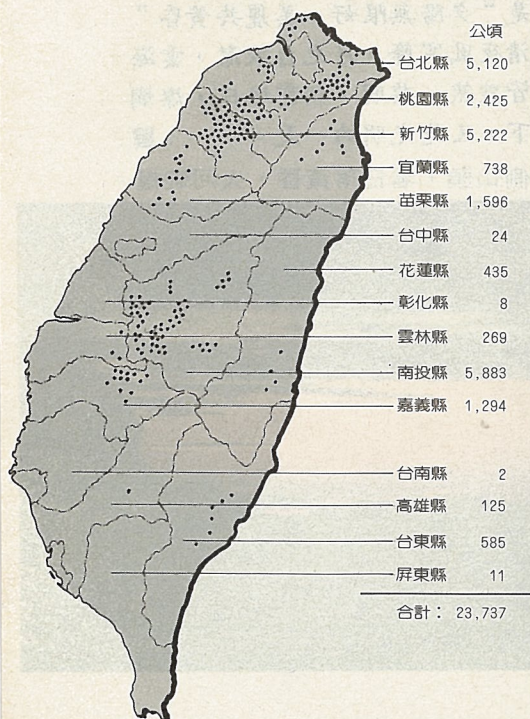 公頃
台北縣 5,120
桃園縣 2,425
新竹縣 5,222
宜蘭縣 738
苗栗縣 1,596
台中縣 24
花蓮縣 435
彰化縣 8
雲林縣 269
南投縣 5,883
嘉義縣 1,294
台南縣 2
高雄縣 125
台東縣 585
屏東縣 11
合計： 23,737